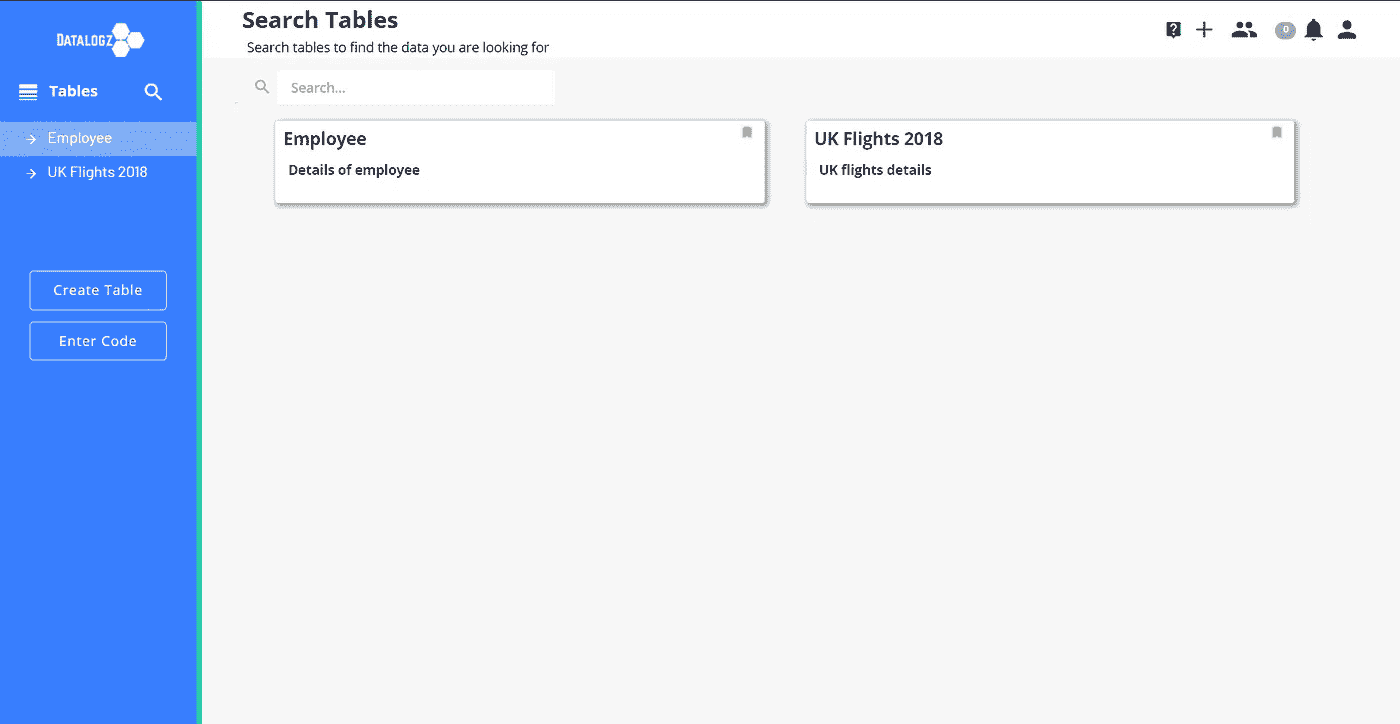 DATALOGZ
Tables
Employee
UK Flights 2018
Create Table
Enter Code
Search Tables
Search tables to find the data you are looking for
0
Search...
Employee
Details of employee
UK Flights 2018
UK flights details